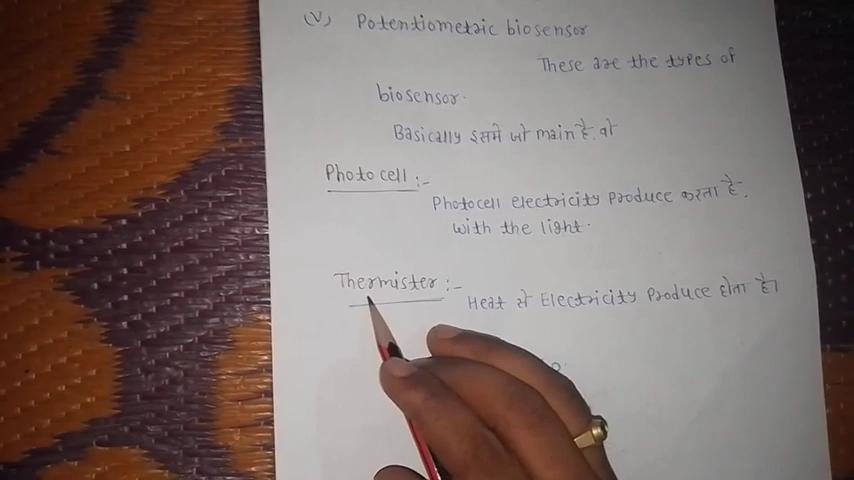 (V) Potentiometric biosensor
These are the types of
biosensor.
Basically इसमे जो main है. वो
Photocell :-
Photocell electricity produce करता है.
with the light.
Thermister :-
Heat से Electricity produce होता है।